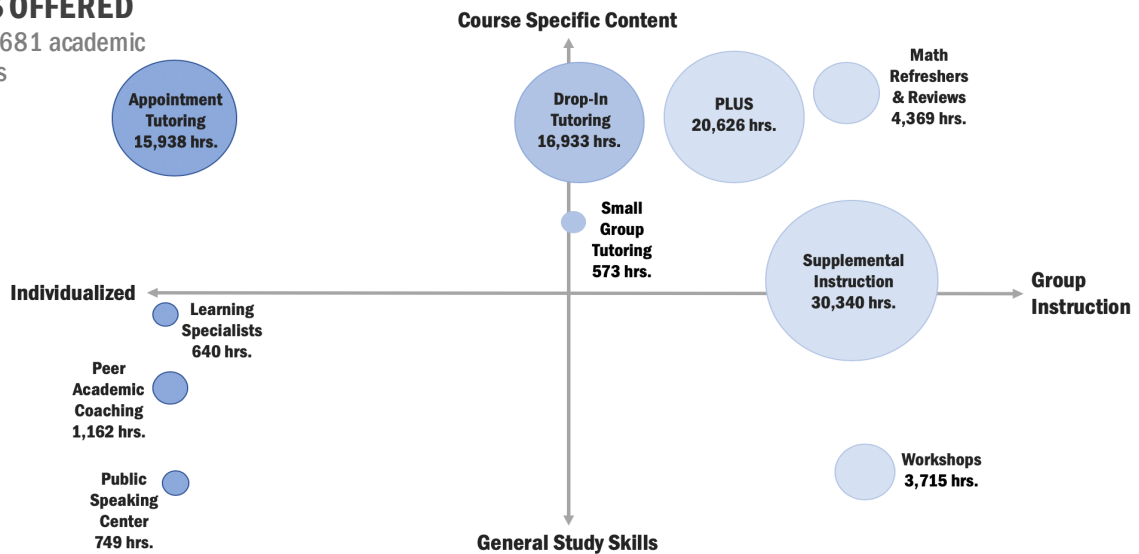 OFFERED
681 academic
Course Specific Content
Appointment
Tutoring
15,938 hrs.
Drop-In
Tutoring
16,933 hrs.
PLUS
20,626 hrs.
Math
Refreshers
& Reviews
4,369 hrs.
Small
Group
Tutoring
573 hrs.
Supplemental
Instruction
30,340 hrs.
Individualized
Group
Instruction
Learning
Specialists
640 hrs.
Peer
Academic
Coaching
1,162 hrs.
Public
Speaking
Center
749 hrs.
Workshops
3,715 hrs.
General Study Skills